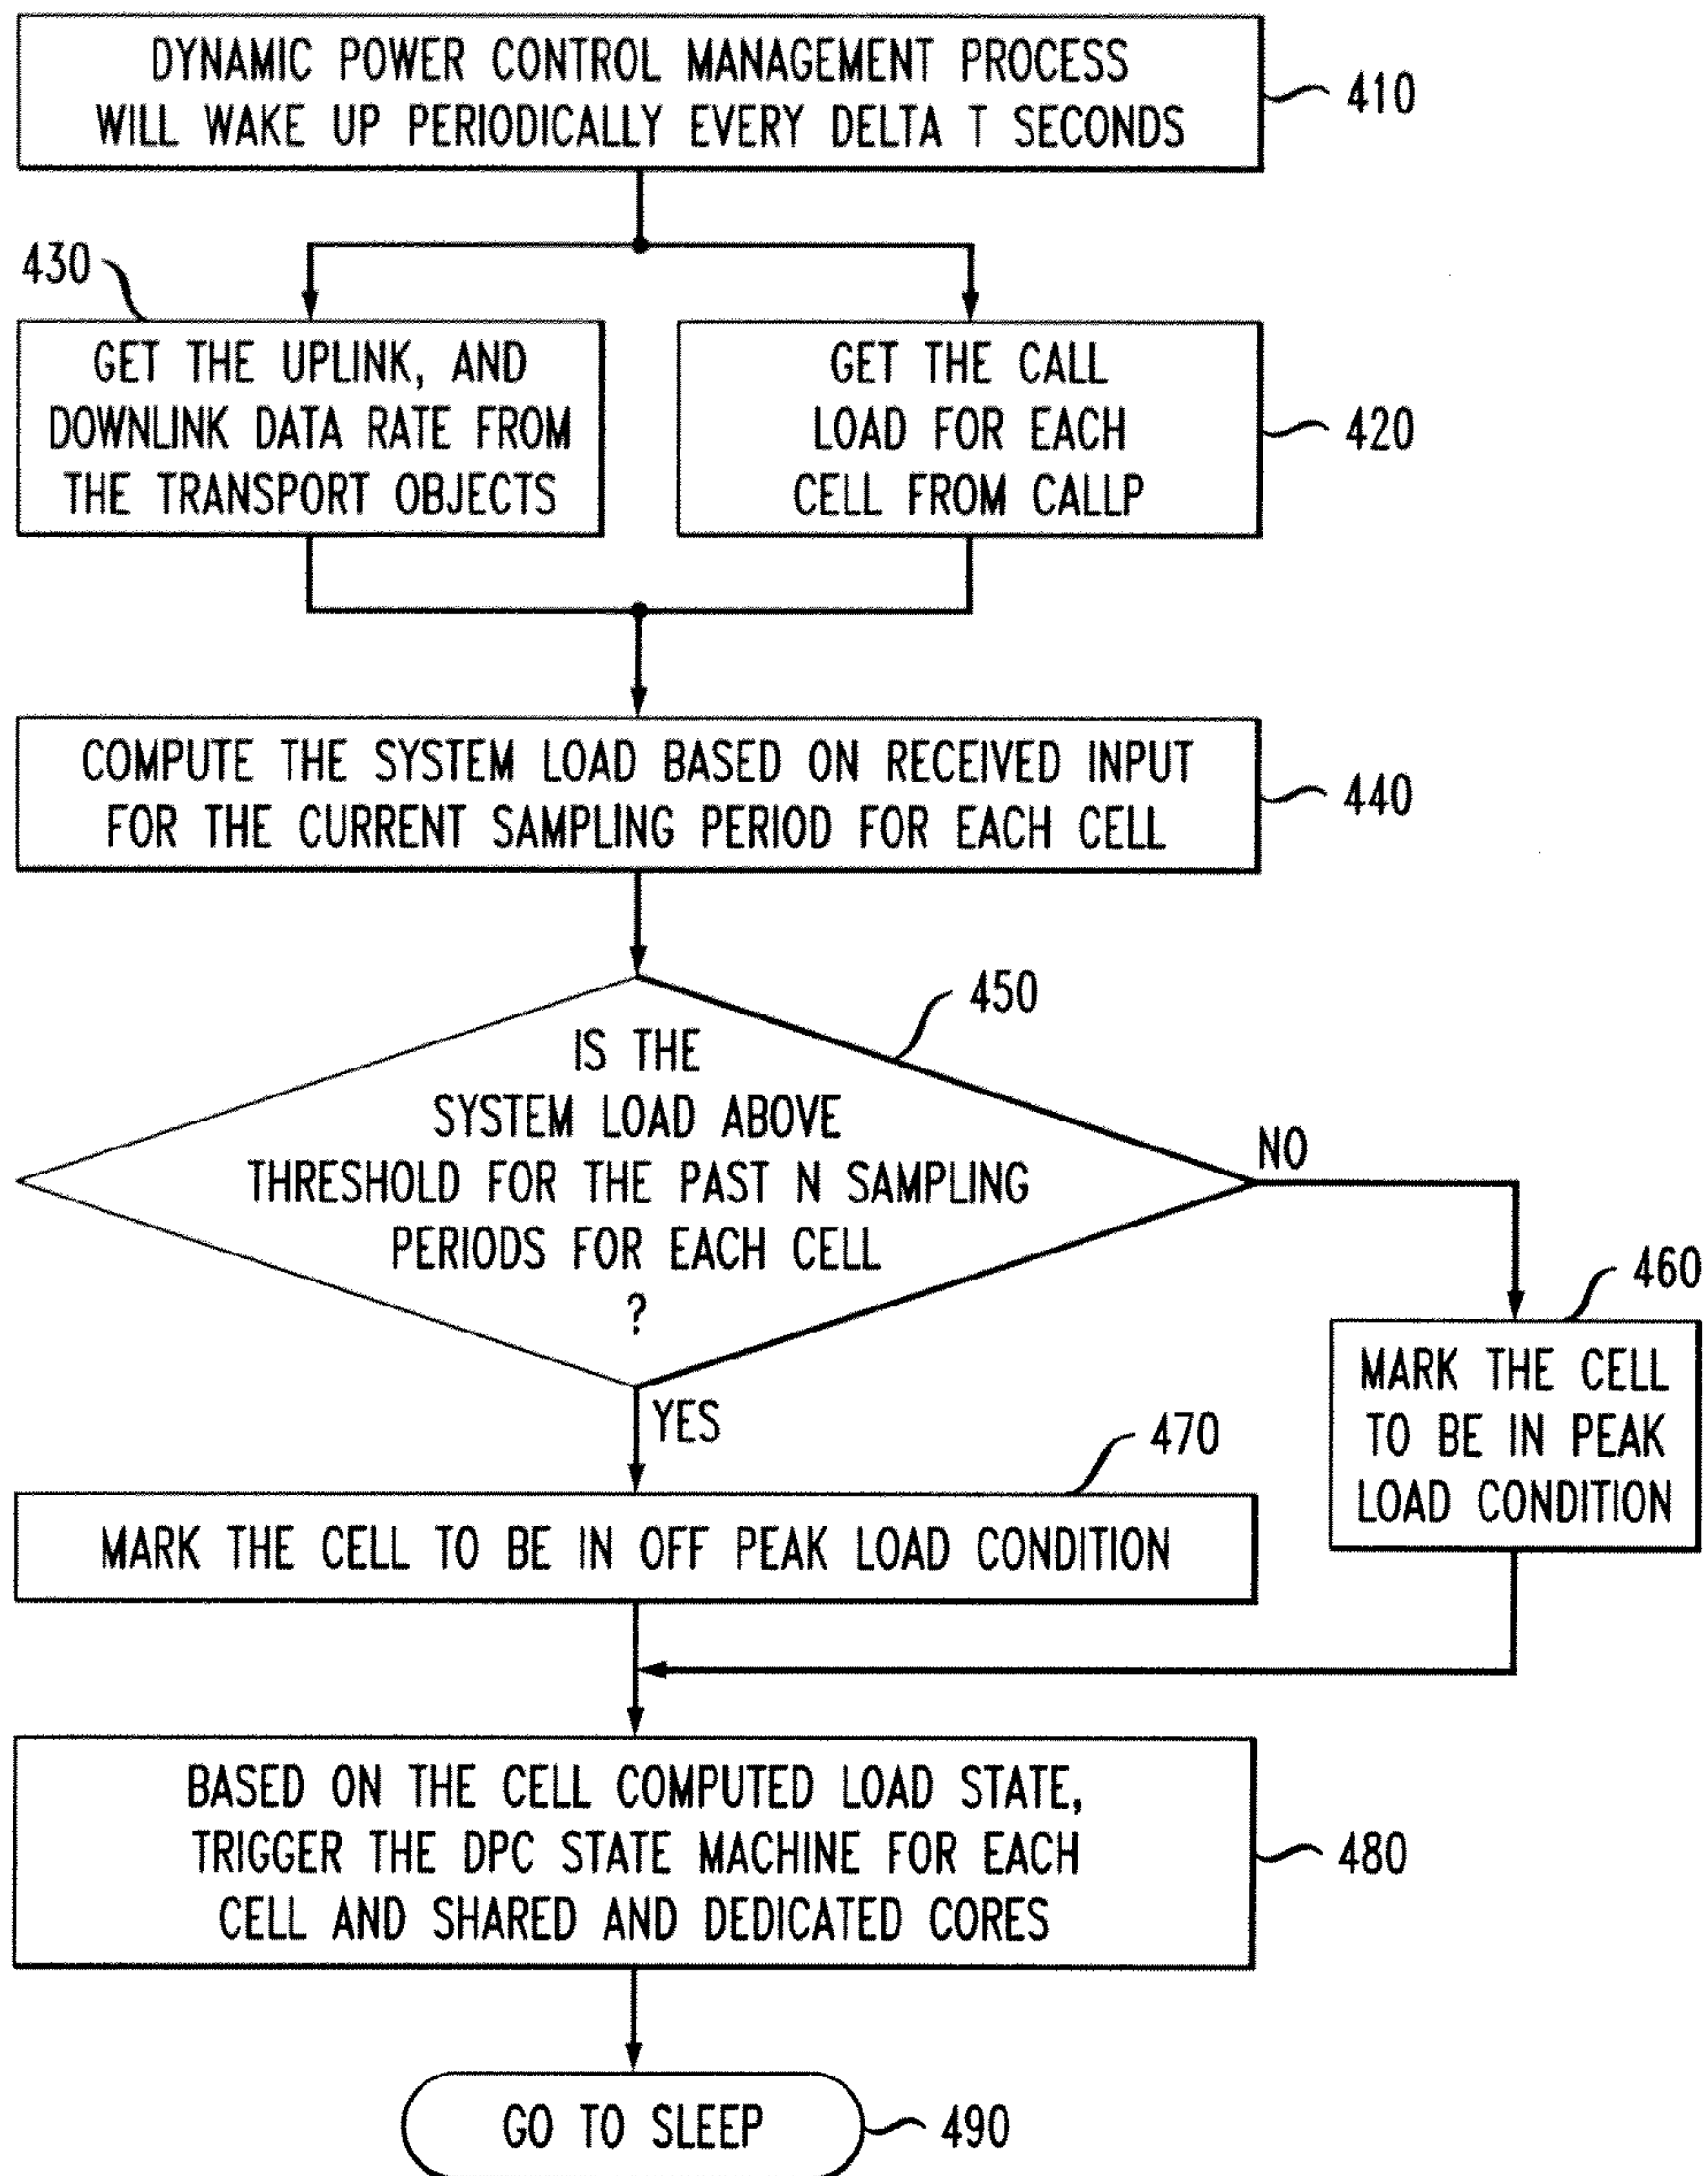 DYNAMIC POWER CONTROL MANAGEMENT PROCESS
WILL WAKE UP PERIODICALLY EVERY DELTA T SECONDS
410
430
GET THE UPLINK, AND
DOWNLINK DATA RATE FROM
THE TRANSPORT OBJECTS
GET THE CALL
LOAD FOR EACH
CELL FROM CALLP
420
COMPUTE THE SYSTEM LOAD BASED ON RECEIVED INPUT
FOR THE CURRENT SAMPLING PERIOD FOR EACH CELL
440
450
IS THE
SYSTEM LOAD ABOVE
THRESHOLD FOR THE PAST N SAMPLING
PERIODS FOR EACH CELL
?
NO
460
MARK THE CELL
TO BE IN PEAK
LOAD CONDITION
YES
470
MARK THE CELL TO BE IN OFF PEAK LOAD CONDITION
BASED ON THE CELL COMPUTED LOAD STATE,
TRIGGER THE DPC STATE MACHINE FOR EACH
CELL AND SHARED AND DEDICATED CORES
480
GO TO SLEEP
490